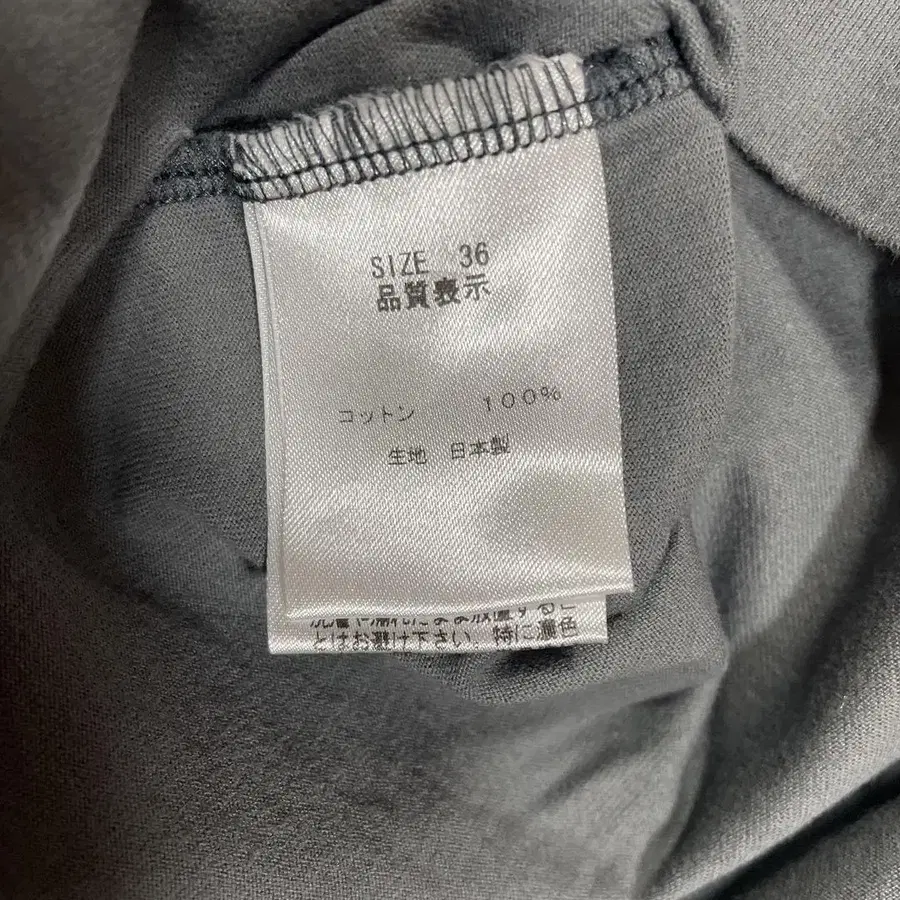 SIZE 36
品質表示
コットン 100%
生地 日本製
とはお避け下さい。特に濃色